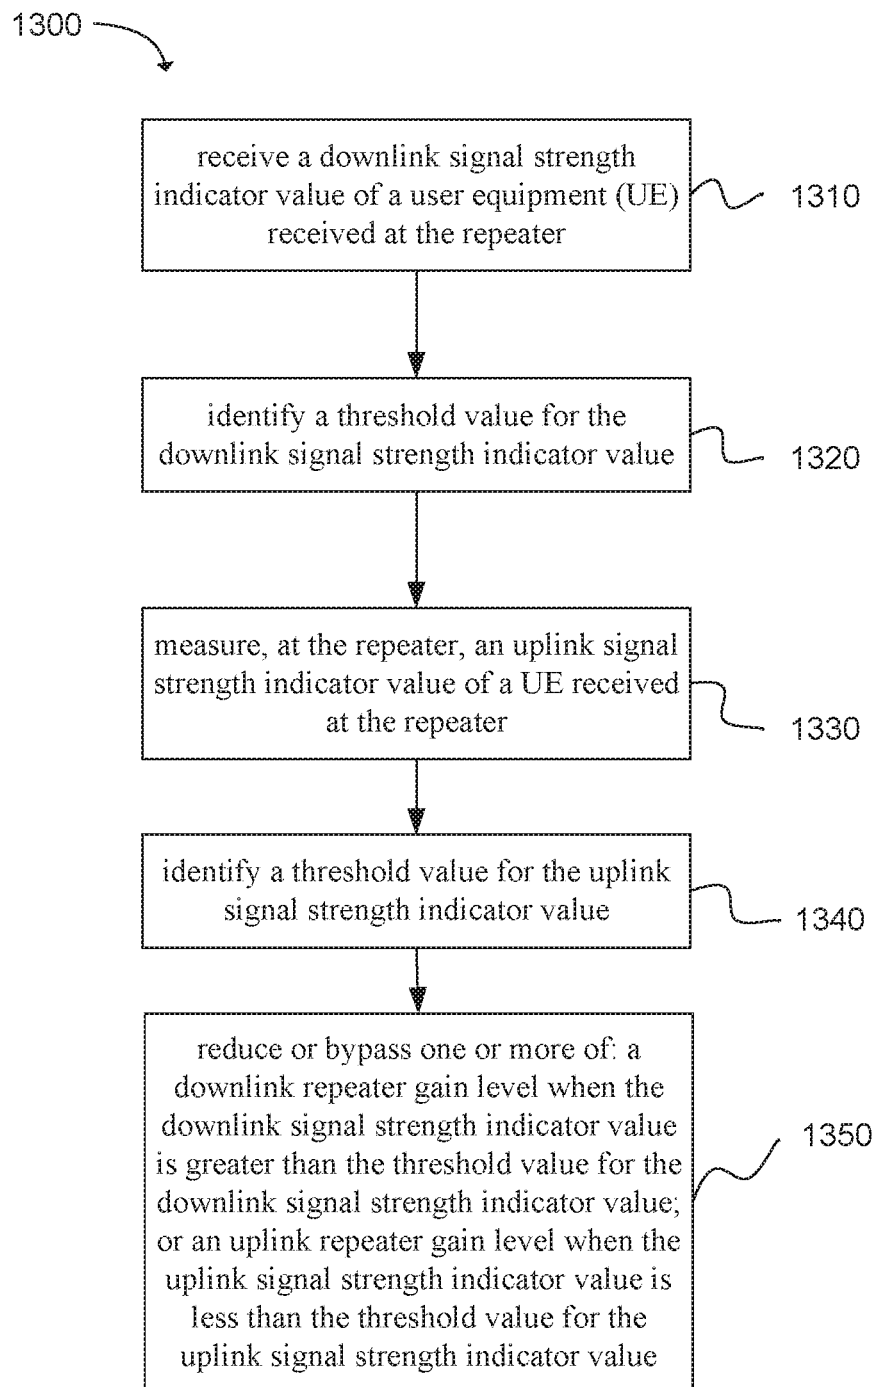 1300
receive a downlink signal strength
indicator value of a user equipment (UE)
received at the repeater
1310
identify a threshold value for the
downlink signal strength indicator value
1320
measure, at the repeater, an uplink signal
strength indicator value of a UE received
at the repeater
1330
identify a threshold value for the uplink
signal strength indicator value
1340
reduce or bypass one or more of: a
downlink repeater gain level when the
downlink signal strength indicator value
is greater than the threshold value for the
downlink signal strength indicator value;
or an uplink repeater gain level when the
uplink signal strength indicator value is
less than the threshold value for the
uplink signal strength indicator value
1350